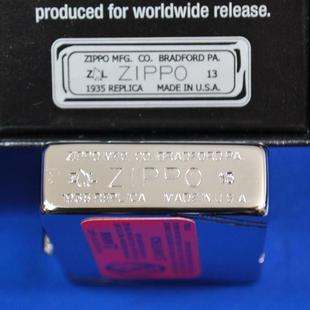 produced for worldwide release.
ZIPPO MFG. CO. BRADFORD PA.
Z L ZIPPO 13
1935 REPLICA MADE IN U.S.A.
ZIPPO MFG. CO. BRADFORD PA.
ZIPPO 15
REPLICA MADE IN U.S.A.